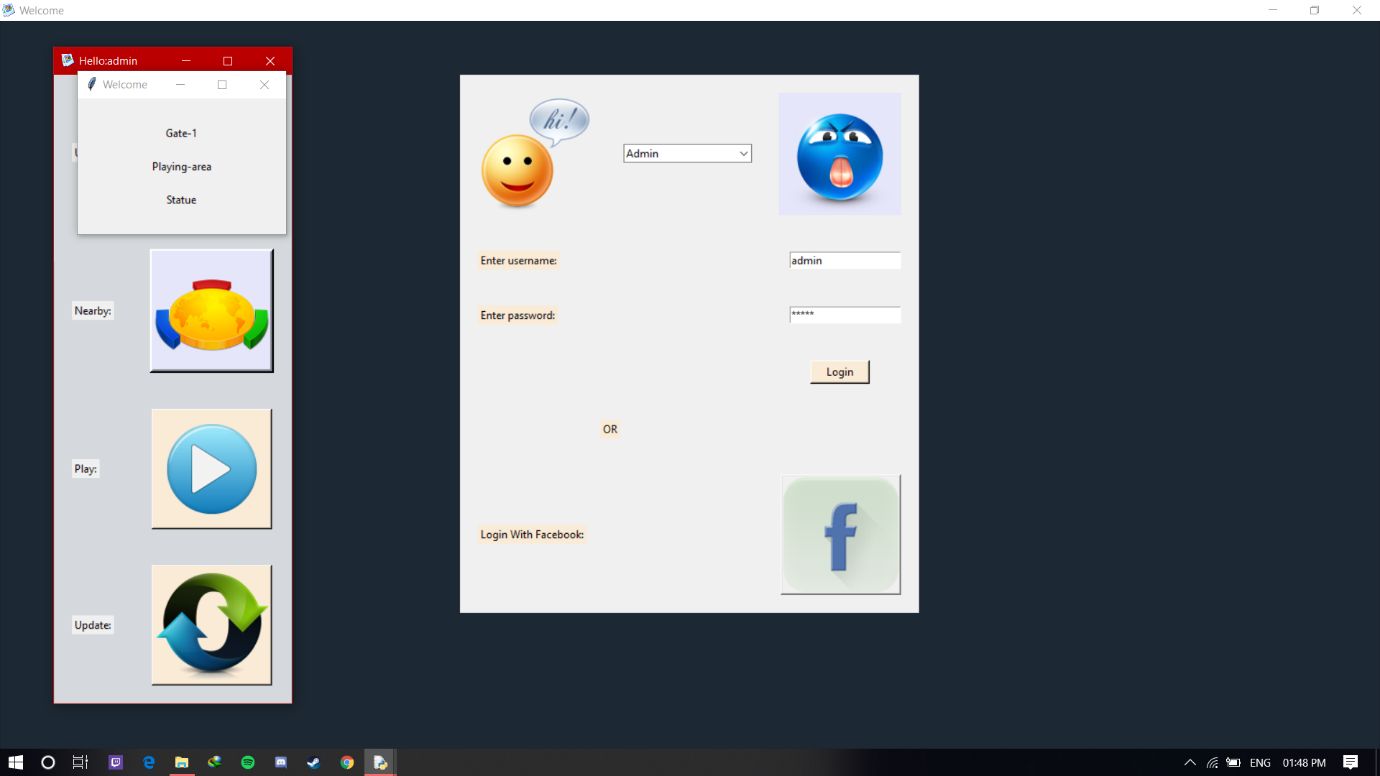 Welcome
Hello:admin
Welcome
Gate-1
Playing-area
Statue
Nearby:
Play:
Update:
hi!
Admin
Enter username:
admin
Enter password:
*****
Login
OR
Login With Facebook:
f
ENG
01:48 PM